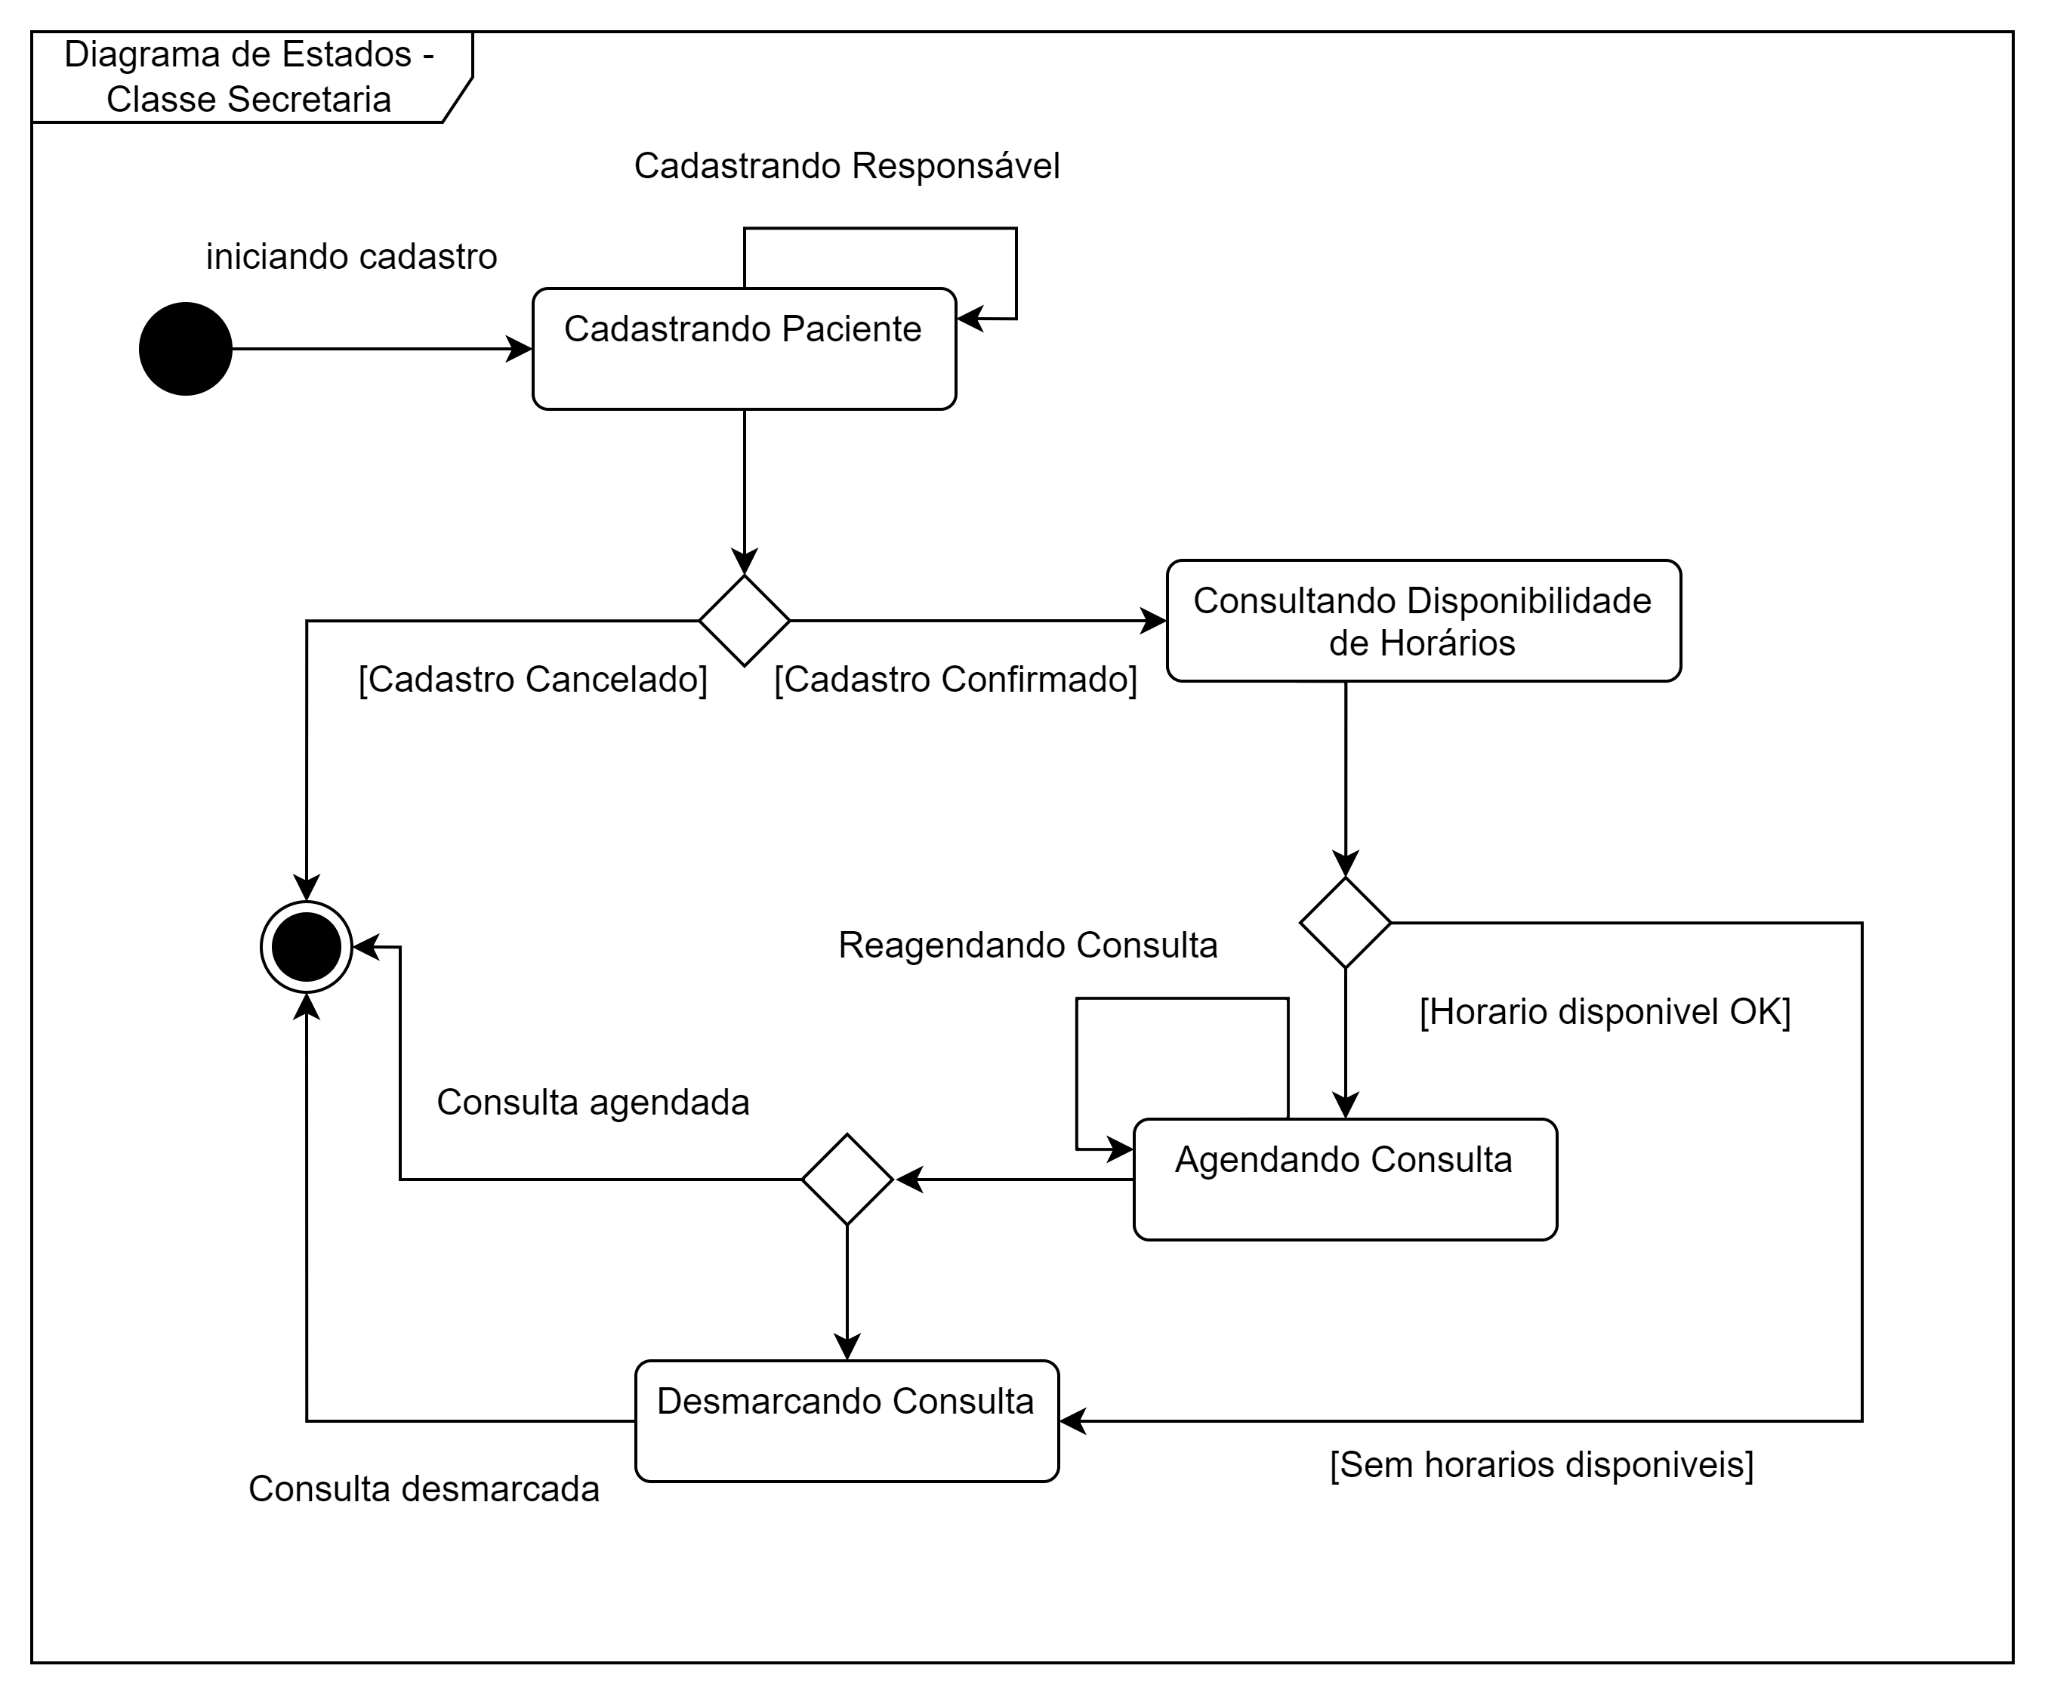 Diagrama de Estados -
Classe Secretaria
Cadastrando Responsável
iniciando cadastro
Cadastrando Paciente
Consultando Disponibilidade
de Horários
[Cadastro Cancelado]
[Cadastro Confirmado]
Reagendando Consulta
[Horario disponivel OK]
Consulta agendada
Agendando Consulta
Desmarcando Consulta
[Sem horarios disponiveis]
Consulta desmarcada